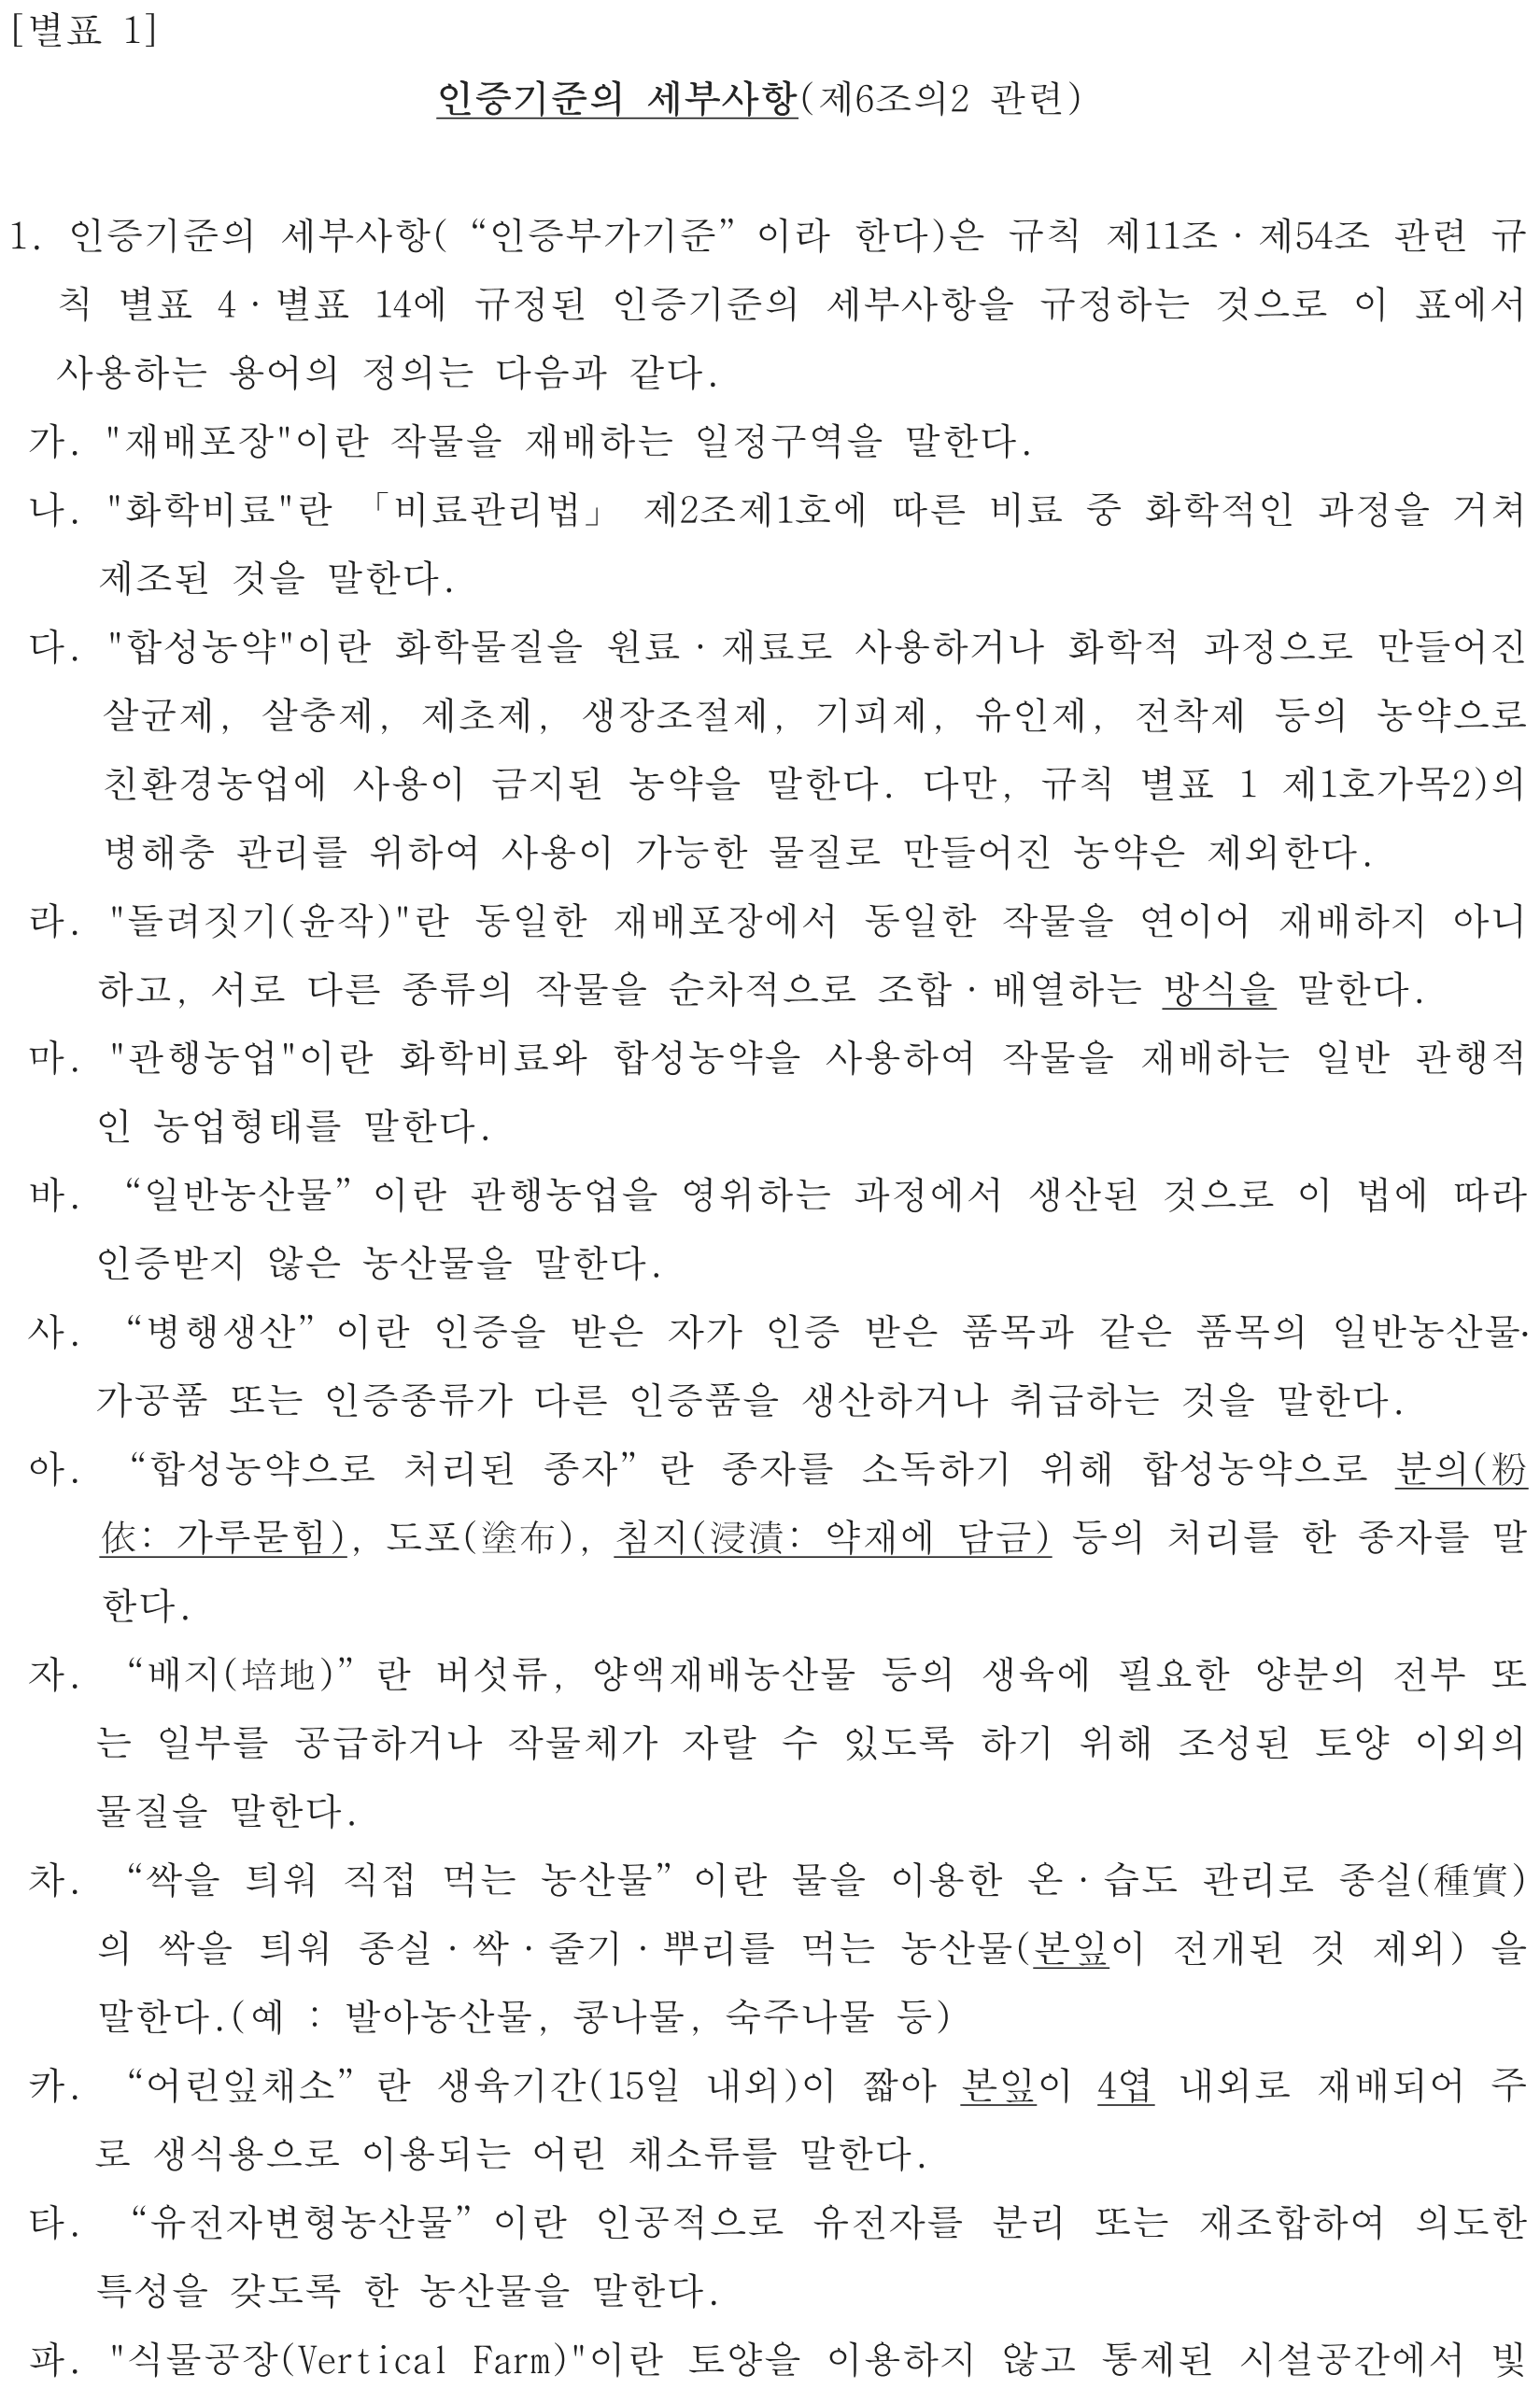 [별표 1]
인증기준의 세부사항(제6조의2 관련)
1. 인증기준의 세부사항( “인증부가기준” 이라 한다)은 규칙 제11조 · 제54조 관련 규
칙 별표 4 · 별표 14에 규정된 인증기준의 세부사항을 규정하는 것으로 이 표에서
사용하는 용어의 정의는 다음과 같다.
가. "재배포장"이란 작물을 재배하는 일정구역을 말한다.
나. "화학비료"란 「비료관리법」 제2조제1호에 따른 비료 중 화학적인 과정을 거쳐
제조된 것을 말한다.
다. "합성농약"이란 화학물질을 원료 · 재료로 사용하거나 화학적 과정으로 만들어진
살균제, 살충제, 제초제, 생장조절제, 기피제, 유인제, 전착제 등의 농약으로
친환경농업에 사용이 금지된 농약을 말한다. 다만, 규칙 별표 1 제1호가목2)의
병해충 관리를 위하여 사용이 가능한 물질로 만들어진 농약은 제외한다.
라. "돌려짓기(윤작)"란 동일한 재배포장에서 동일한 작물을 연이어 재배하지 아니
하고, 서로 다른 종류의 작물을 순차적으로 조합 · 배열하는 방식을 말한다.
마. "관행농업"이란 화학비료와 합성농약을 사용하여 작물을 재배하는 일반 관행적
인 농업형태를 말한다.
바. “일반농산물” 이란 관행농업을 영위하는 과정에서 생산된 것으로 이 법에 따라
인증받지 않은 농산물을 말한다.
사. “병행생산” 이란 인증을 받은 자가 인증 받은 품목과 같은 품목의 일반농산물·
가공품 또는 인증종류가 다른 인증품을 생산하거나 취급하는 것을 말한다.
아. “합성농약으로 처리된 종자” 란 종자를 소독하기 위해 합성농약으로 분의(粉
依: 가루묻힘), 도포(塗布), 침지(浸漬: 약재에 담금) 등의 처리를 한 종자를 말
한다.
자. “배지(培地)” 란 버섯류, 양액재배농산물 등의 생육에 필요한 양분의 전부 또
는 일부를 공급하거나 작물체가 자랄 수 있도록 하기 위해 조성된 토양 이외의
물질을 말한다.
차. “싹을 틔워 직접 먹는 농산물” 이란 물을 이용한 온 · 습도 관리로 종실(種實)
의 싹을 틔워 종실 · 싹 · 줄기 · 뿌리를 먹는 농산물(본잎이 전개된 것 제외) 을
말한다.(예 : 발아농산물, 콩나물, 숙주나물 등)
카. “어린잎채소” 란 생육기간(15일 내외)이 짧아 본잎이 4엽 내외로 재배되어 주
로 생식용으로 이용되는 어린 채소류를 말한다.
타. “유전자변형농산물” 이란 인공적으로 유전자를 분리 또는 재조합하여 의도한
특성을 갖도록 한 농산물을 말한다.
파. "식물공장(Vertical Farm)"이란 토양을 이용하지 않고 통제된 시설공간에서 빛